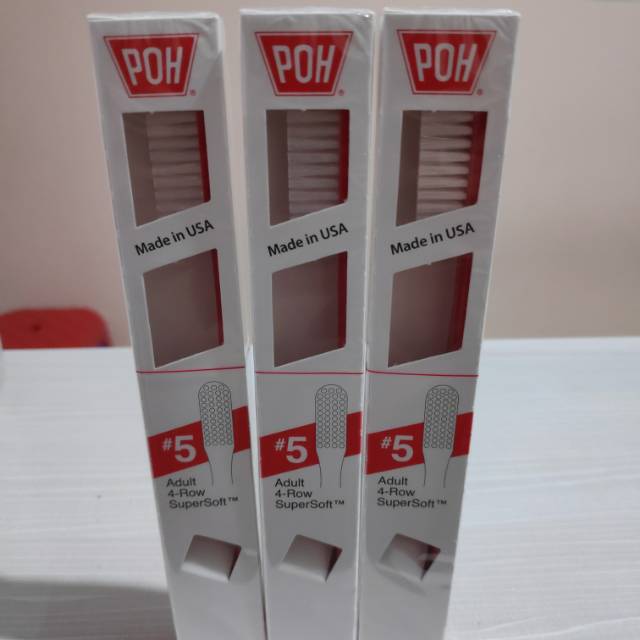 POH
®
Made in USA
#5
Adult
4-Row
SuperSoft™
POH
®
Made in USA
#5
Adult
4-Row
SuperSoft™
POH
®
Made in USA
#5
Adult
4-Row
SuperSoft™